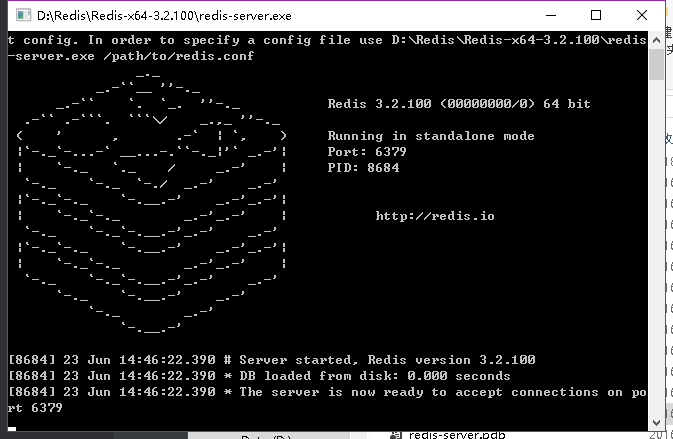 D:\Redis\Redis-x64-3.2.100\redis-server.exe
t config. In order to specify a config file use D:\Redis\Redis-x64-3.2.100\redis
-server.exe /path/to/redis.conf
Redis 3.2.100 (00000000/0) 64 bit
Running in standalone mode
Port: 6379
PID: 8684
http://redis.io
[8684] 23 Jun 14:46:22.390 # Server started, Redis version 3.2.100
[8684] 23 Jun 14:46:22.390 * DB loaded from disk: 0.000 seconds
[8684] 23 Jun 14:46:22.390 * The server is now ready to accept connections on po
rt 6379
redis-server.pdb